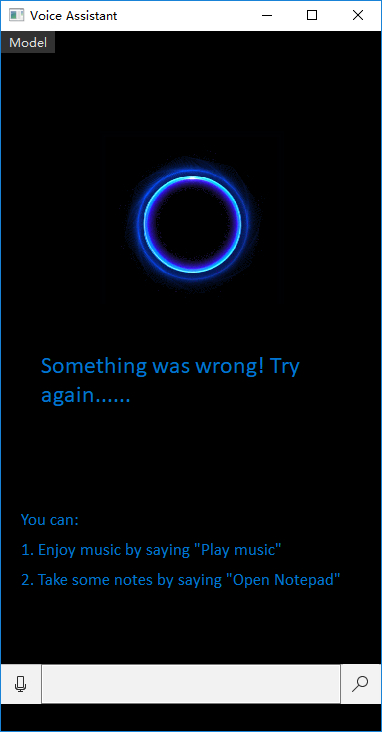 Voice Assistant
Model
Something was wrong! Try
again......
You can:
1. Enjoy music by saying "Play music"
2. Take some notes by saying "Open Notepad"